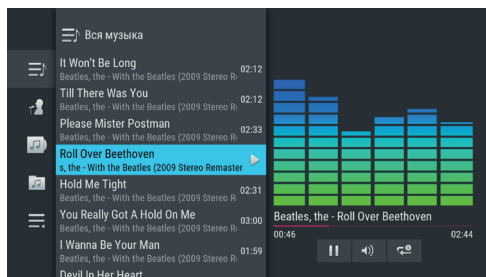 Вся музыка
It Won't Be Long
02:12
Beatles, the - With the Beatles (2009 Stereo R
Till There Was You
02:12
Beatles, the - With the Beatles (2009 Stereo R
Please Mister Postman
02:33
Beatles, the - With the Beatles (2009 Stereo R
Roll Over Beethoven
s, the - With the Beatles (2009 Stereo Remaster
Hold Me Tight
02:31
Beatles, the - With the Beatles (2009 Stereo R
You Really Got A Hold On Me
03:00
Beatles, the - With the Beatles (2009 Stereo R
I Wanna Be Your Man
01:59
Beatles, the - With the Beatles (2009 Stereo R
Devil In Her Heart
Beatles, the - Roll Over Beethoven
00:46
02:44